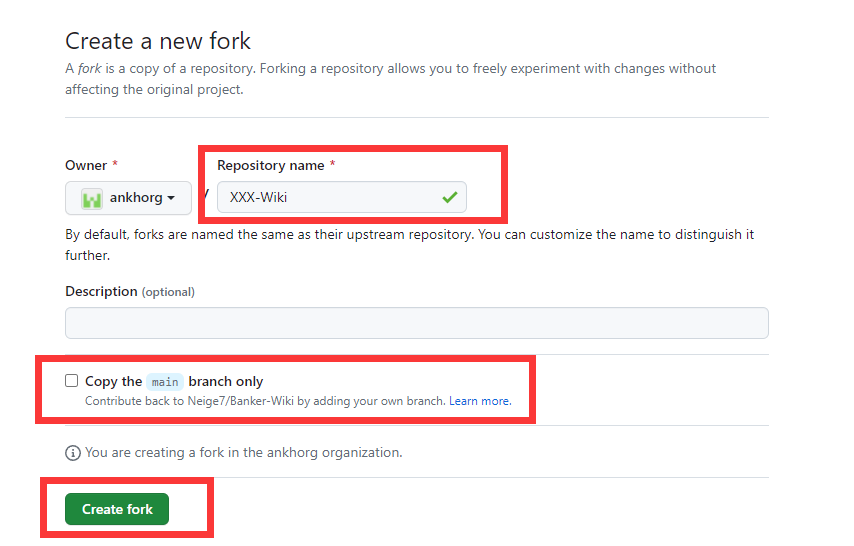 Create a new fork
A fork is a copy of a repository. Forking a repository allows you to freely experiment with changes without
affecting the original project.
Owner *
Repository name *
ankhorg
/
XXX-Wiki
By default, forks are named the same as their upstream repository. You can customize the name to distinguish it
further.
Description (optional)
Copy the main branch only
Contribute back to Neige7/Banker-Wiki by adding your own branch. Learn more.
You are creating a fork in the ankhorg organization.
Create fork